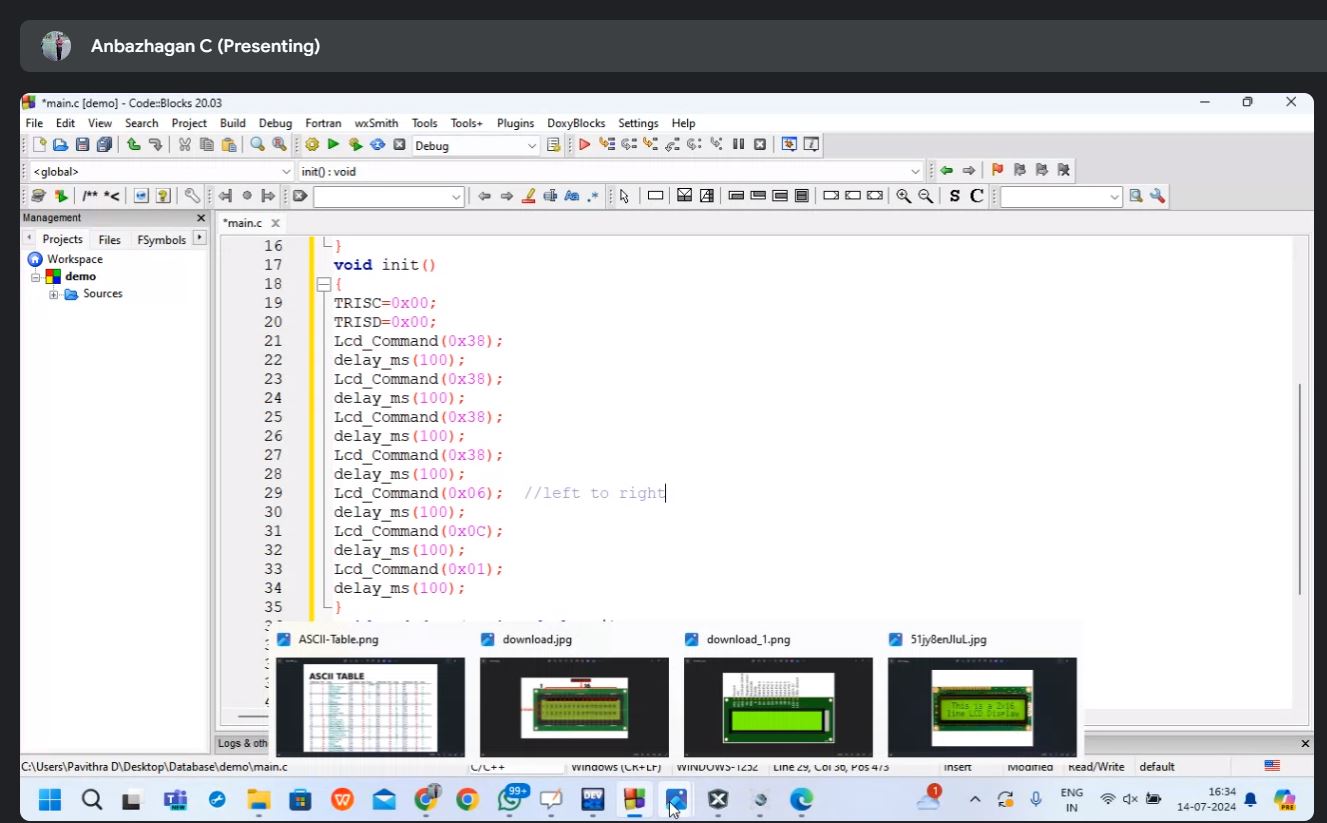 Anbazhagan C (Presenting)
*main.c [demo] - Code::Blocks 20.03
File Edit View Search Project Build Debug Fortran wxSmith Tools Tools+ Plugins DoxyBlocks Settings Help
Debug
<global> init() : void
/** *< S C
Management
*main.c
Projects Files FSymbols
Workspace
demo
Sources
16 }
17 void init()
18 {
19 TRISC=0x00;
20 TRISD=0x00;
21 Lcd_Command(0x38);
22 delay_ms(100);
23 Lcd_Command(0x38);
24 delay_ms(100);
25 Lcd_Command(0x38);
26 delay_ms(100);
27 Lcd_Command(0x38);
28 delay_ms(100);
29 Lcd_Command(0x06); //left to right
30 delay_ms(100);
31 Lcd_Command(0x0C);
32 delay_ms(100);
33 Lcd_Command(0x01);
34 delay_ms(100);
35 }
ASCII-Table.png download.jpg download_1.png 51jy8enJluL.jpg
ASCII TABLE
This is a 2x16
line LCD Display
Logs & oth
C:\Users\Pavithra D\Desktop\Database\demo\main.c C/C++ Windows (CR+LF) WINDOWS-1252 Line 29, Col 36, Pos 473 Insert Modified Read/Write default
99+
NEW
DEV
1
ENG
IN
16:34
14-07-2024
PRE